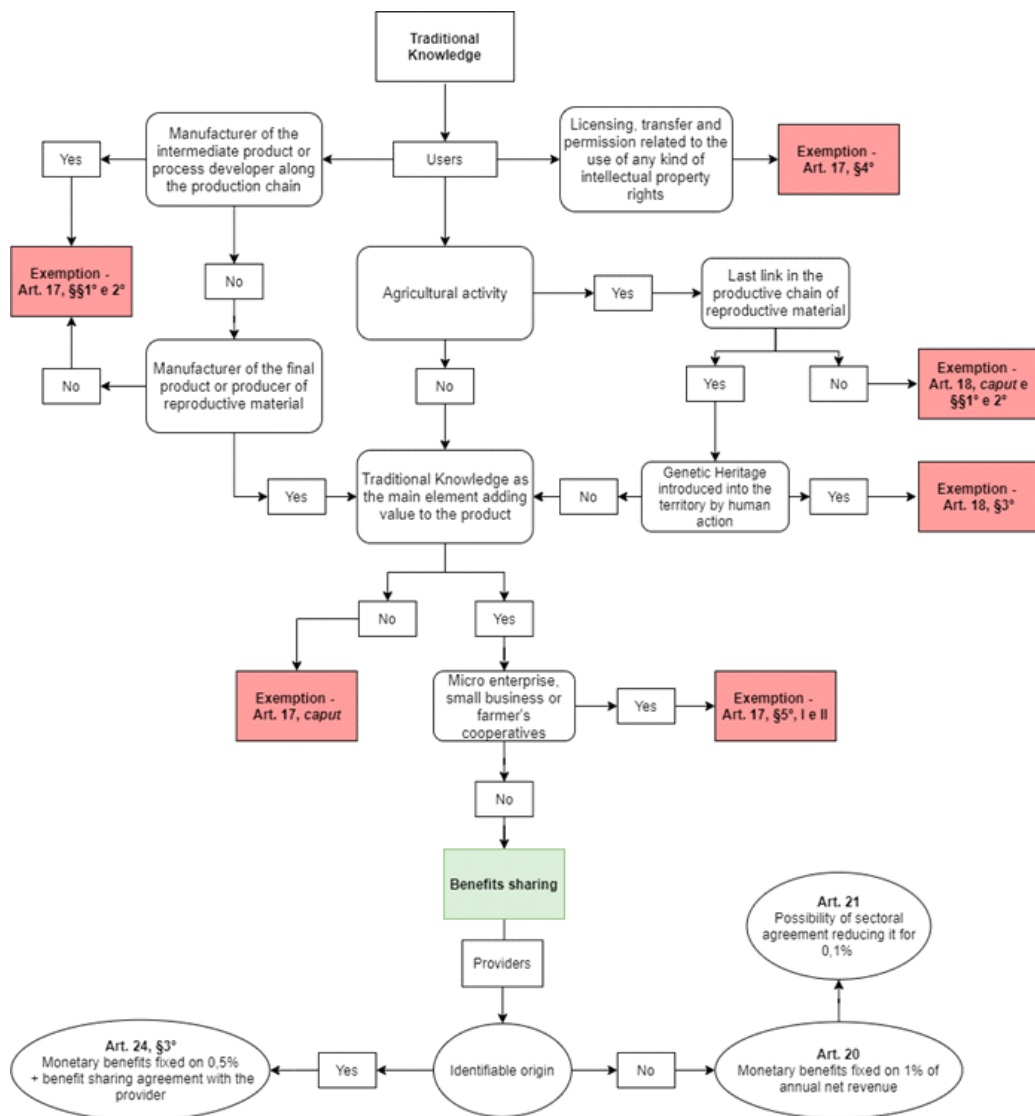 Traditional
Knowledge
Manufacturer of the
intermediate product or
process developer along
the production chain
Licensing, transfer and
permission related to the
use of any kind of
intellectual property
rights
Yes
Users
Exemption -
Art. 17, §4º
Exemption -
Art. 17, §§1º e 2º
No
Agricultural activity
Yes
Last link in the
productive chain of
reproductive material
No
Manufacturer of the final
product or producer of
reproductive material
No
Yes
No
Exemption -
Art. 18, caput e
§§1º e 2º
Yes
Traditional Knowledge as
the main element adding
value to the product
No
Genetic Heritage
introduced into the
territory by human
action
Yes
Exemption -
Art. 18, §3º
No
Yes
Exemption -
Art. 17, caput
Micro enterprise,
small business or
farmer's
cooperatives
Yes
Exemption -
Art. 17, §5º, I e II
No
Benefits sharing
Art. 21
Possibility of sectoral
agreement reducing it for
0,1%
Providers
Art. 24, §3º
Monetary benefits fixed on 0,5%
+ benefit sharing agreement with the
provider
Yes
Identifiable origin
No
Art. 20
Monetary benefits fixed on 1% of
annual net revenue